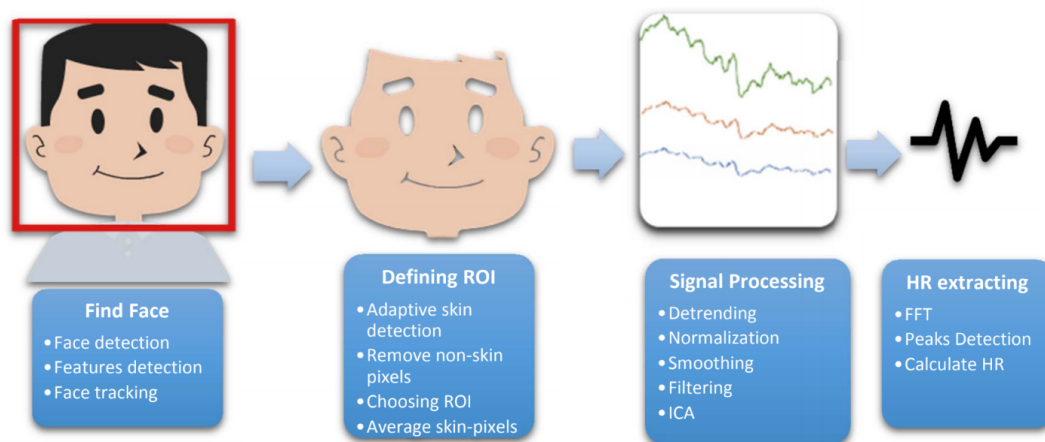 Find Face
•Face detection
•Features detection
•Face tracking
Defining ROI
•Adaptive skin
detection
•Remove non-skin
pixels
•Choosing ROI
•Average skin-pixels
Signal Processing
•Detrending
•Normalization
•Smoothing
•Filtering
•ICA
HR extracting
•FFT
•Peaks Detection
•Calculate HR